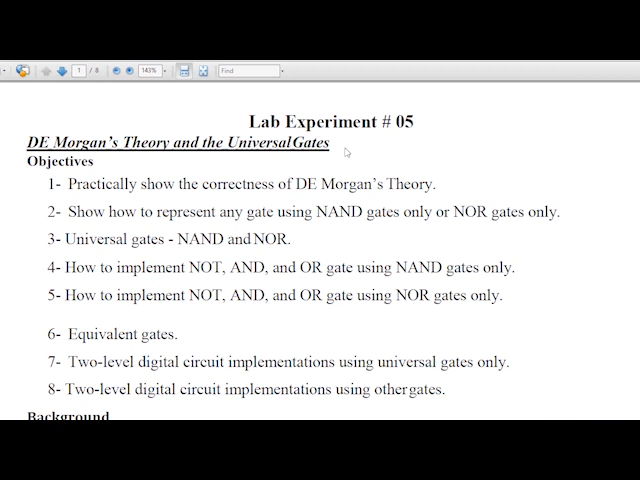 1 / 8 143% Find
Lab Experiment # 05
DE Morgan's Theory and the Universal Gates
Objectives
1- Practically show the correctness of DE Morgan's Theory.
2- Show how to represent any gate using NAND gates only or NOR gates only.
3- Universal gates - NAND and NOR.
4- How to implement NOT, AND, and OR gate using NAND gates only.
5- How to implement NOT, AND, and OR gate using NOR gates only.
6- Equivalent gates.
7- Two-level digital circuit implementations using universal gates only.
8- Two-level digital circuit implementations using other gates.
Background